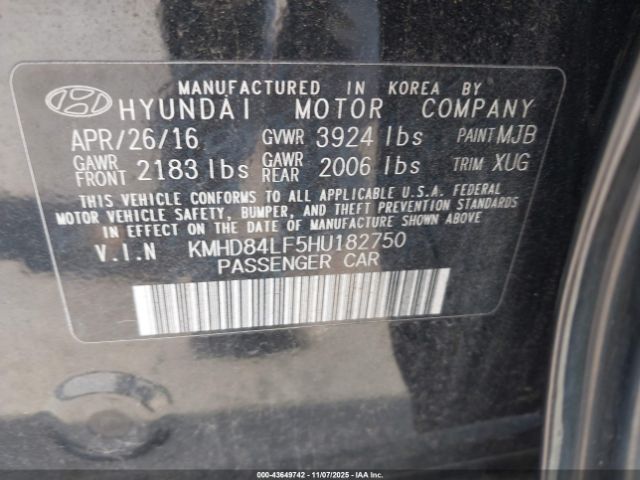 MANUFACTURED IN KOREA BY
HYUNDAI MOTOR COMPANY
APR/26/16 GVWR 3924 lbs PAINT MJB
GAWR FRONT 2183 lbs GAWR REAR 2006 lbs TRIM XUG
THIS VEHICLE CONFORMS TO ALL APPLICABLE U.S.A. FEDERAL
MOTOR VEHICLE SAFETY, BUMPER, AND THEFT PREVENTION STANDARDS
IN EFFECT ON THE DATE OF MANUFACTURE SHOWN ABOVE
V.I.N KMHD84LF5HU182750
PASSENGER CAR
000-43649742 - 11/07/2025 - IAAI.COM